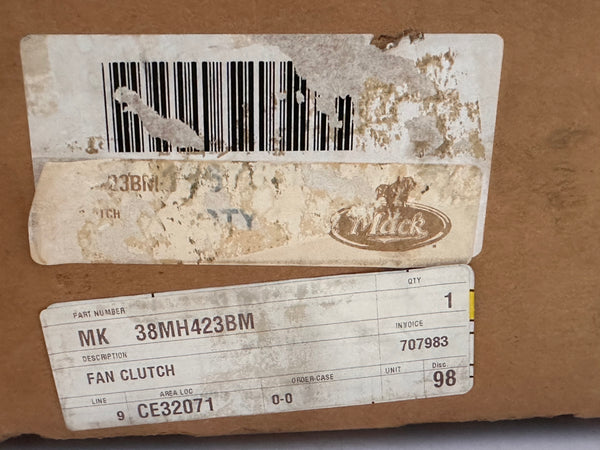 23BM
TCH
QTY
Mack
PART NUMBER
QTY
MK 38MH423BM
1
DESCRIPTION
INVOICE
FAN CLUTCH
707983
LINE
AREA LOC
ORDER-CASE
UNIT
Disc.
9
CE32071
0-0
98